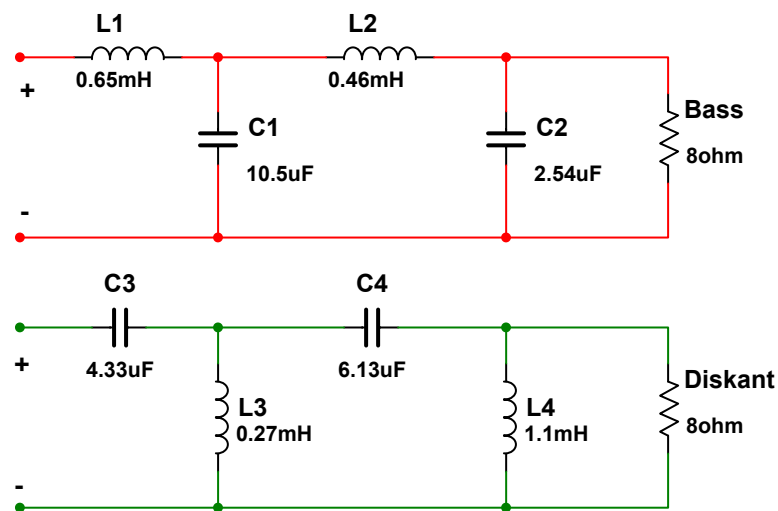 L1
0.65mH
L2
0.46mH
+
C1
10.5uF
C2
2.54uF
Bass
8ohm
-
C3
4.33uF
C4
6.13uF
+
L3
0.27mH
L4
1.1mH
Diskant
8ohm
-